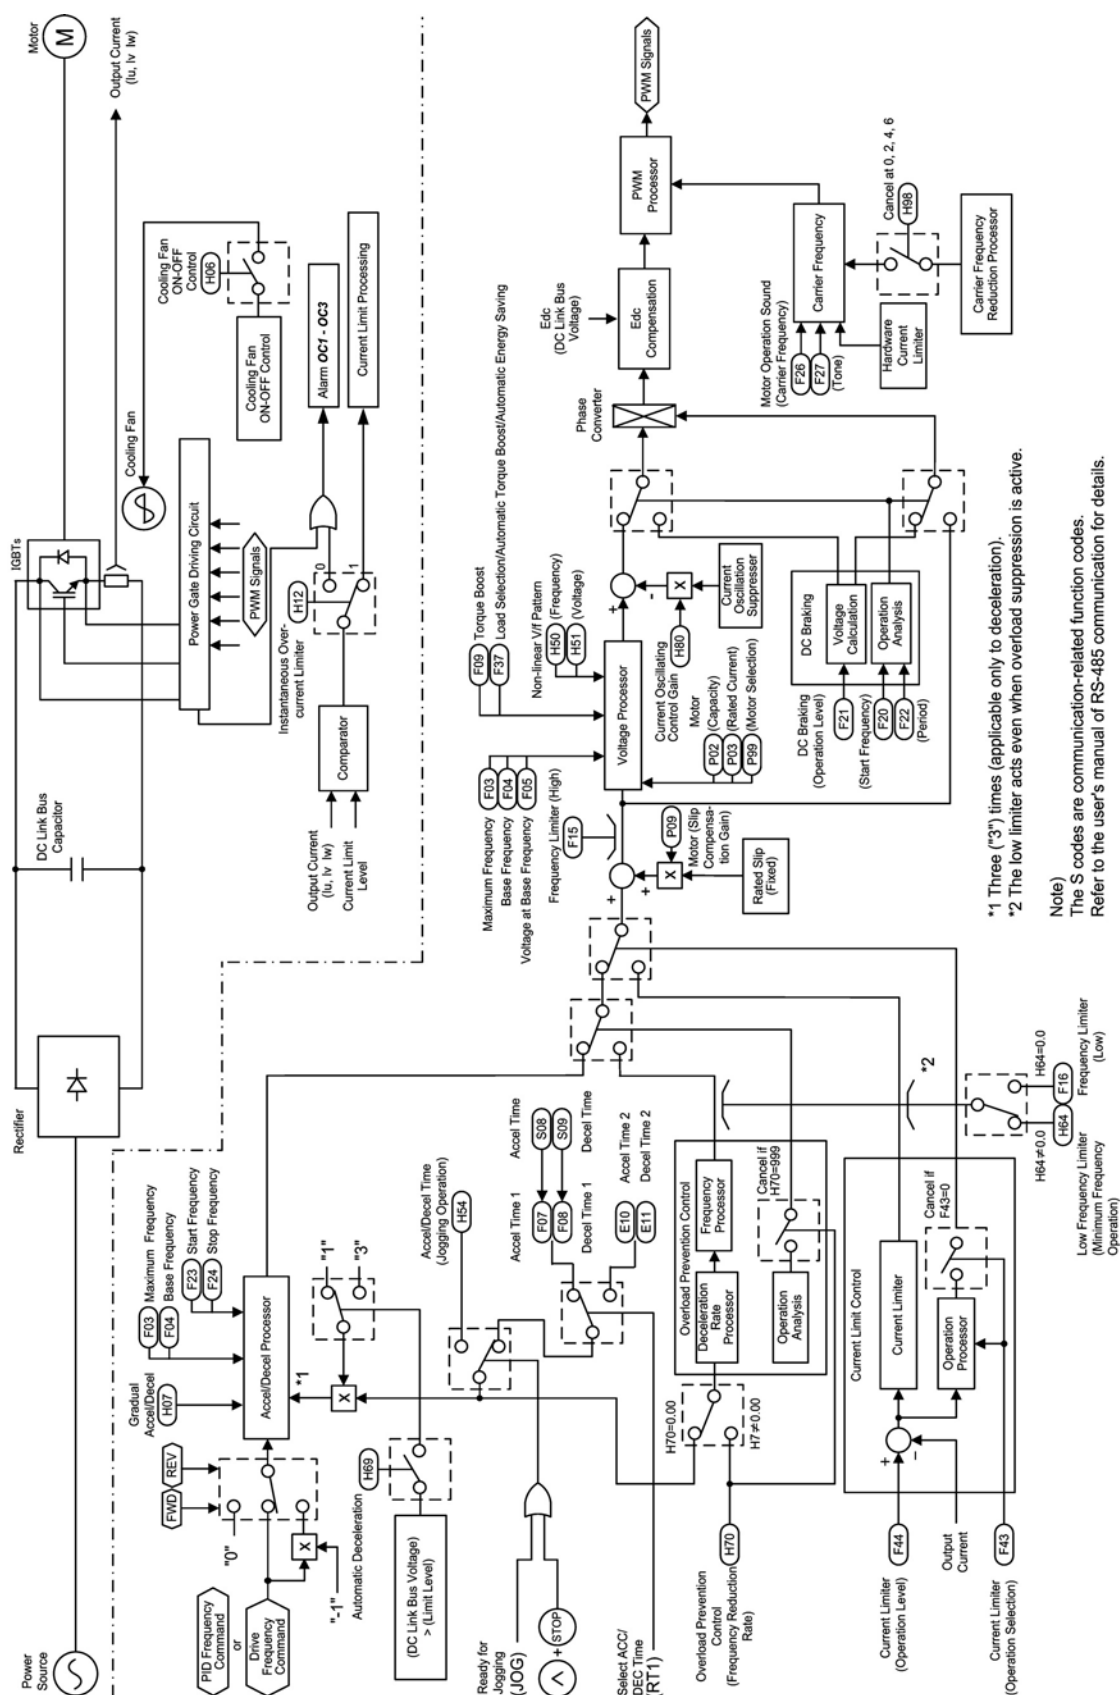 Power
Source
Rectifier
DC Link Bus
Capacitor
IGBTs
Motor
M
Output Current
(Iu, Iv Iw)
Cooling Fan
Cooling Fan
ON-OFF
Control
H06
Cooling Fan
ON-OFF Control
Power Gate Driving Circuit
PWM Signals
Instantaneous Over-
current Limiter
H12
0
1
Alarm OC1 - OC3
Current Limit Processing
Comparator
Output Current
(Iu, Iv Iw)
Current Limit
Level
PID Frequency
Command
or
Drive
Frequency
Command
FWD
REV
"0"
X
"-1"
Gradual
Accel/Decel
H07
F03
Maximum Frequency
F04
Base Frequency
F23
Start Frequency
F24
Stop Frequency
Accel/Decel Processor
*1
X
"1"
"3"
Automatic Deceleration
H69
(DC Link Bus Voltage)
> (Limit Level)
Accel/Decel Time
(Jogging Operation)
H54
Ready for
Jogging
(JOG)
+
STOP
Accel Time 1
Accel Time
F07
S08
F08
S09
Decel Time 1
Decel Time
E10
Accel Time 2
E11
Decel Time 2
Select ACC/
DEC Time
(RT1)
Overload Prevention
Control
(Frequency Reduction
Rate)
H70
H70=0.00
H7≠0.00
Overload Prevention Control
Deceleration
Rate
Processor
Frequency
Processor
Operation
Analysis
Cancel if
H70=999
Current Limiter
(Operation Level)
F44
Output
Current
Current Limiter
(Operation Selection)
F43
Current Limit Control
+
-
Current Limiter
Operation
Processor
Cancel if
F43=0
*2
H64≠0.0
H64=0.0
H64
F16
Low Frequency Limiter
(Minimum Frequency
Operation)
Frequency Limiter
(Low)
+
+
X
P09
Motor (Slip
Compensa-
tion Gain)
Rated Slip
(Fixed)
Frequency Limiter (High)
F15
Maximum Frequency
F03
Base Frequency
F04
Voltage at Base Frequency
F05
F09
Torque Boost
F37
Load Selection/Automatic Torque Boost/Automatic Energy Saving
Non-linear V/f Pattern
H50
(Frequency)
H51
(Voltage)
Voltage Processor
Motor
P02
(Capacity)
P03
(Rated Current)
P99
(Motor Selection)
+
-
X
Current Oscillating
Control Gain
H80
Current
Oscillation
Suppresser
DC Braking
(Operation Level)
F21
(Start Frequency)
F20
F22
(Period)
DC Braking
Voltage
Calculation
Operation
Analysis
Phase
Converter
Edc
(DC Link Bus
Voltage)
Edc
Compensation
PWM
Processor
PWM Signals
Motor Operation Sound
(Carrier Frequency)
F26
F27
(Tone)
Carrier Frequency
Hardware
Current
Limiter
Cancel at 0, 2, 4, 6
H98
Carrier Frequency
Reduction Processor
*1 Three ("3") times (applicable only to deceleration).
*2 The low limiter acts even when overload suppression is active.
Note)
The S codes are communication-related function codes.
Refer to the user's manual of RS-485 communication for details.